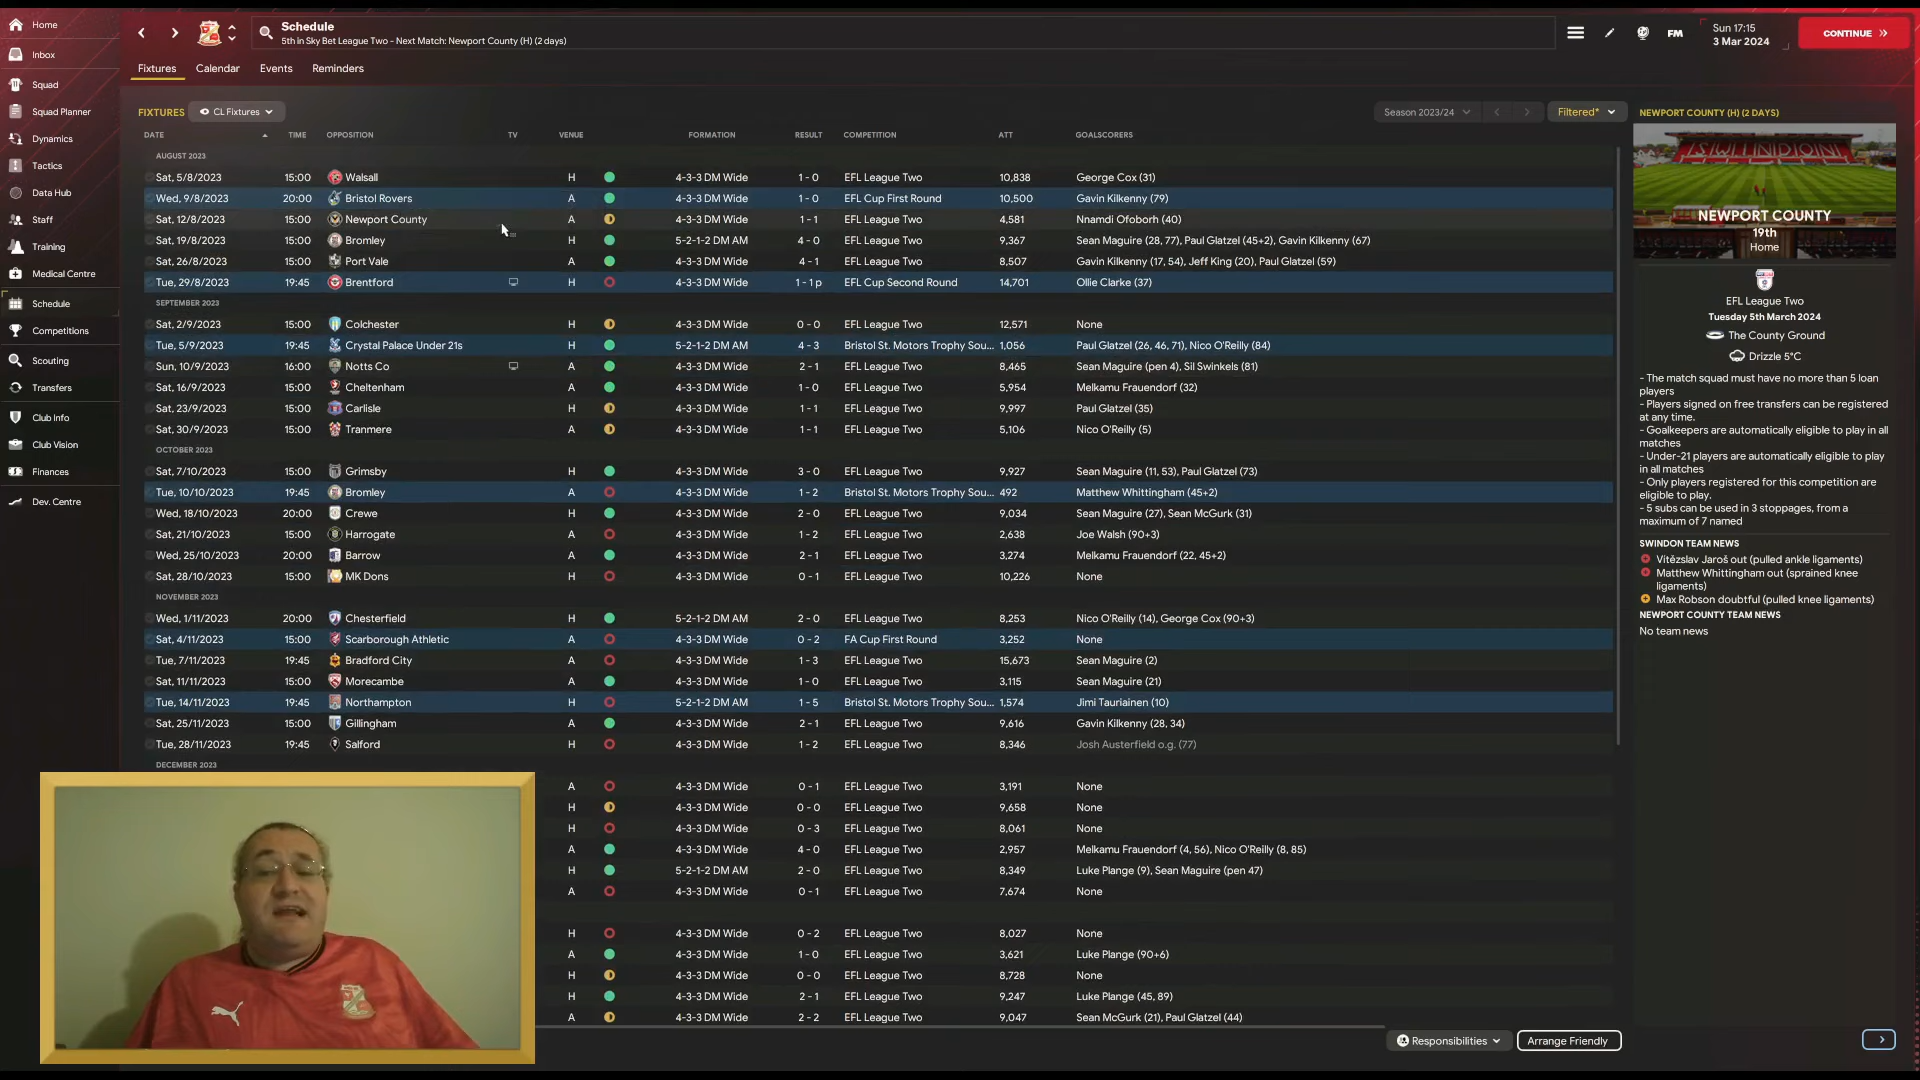 Home
Schedule
5th in Sky Bet League Two - Next Match: Newport County (H) (2 days)
FM
Sun 17:15
3 Mar 2024
CONTINUE
Inbox
Fixtures Calendar Events Reminders
Squad
Squad Planner
Dynamics
Tactics
Data Hub
Staff
Training
Medical Centre
Schedule
Competitions
Scouting
Transfers
Club Info
Club Vision
Finances
Dev. Centre
FIXTURES CL Fixtures Season 2023/24 Filtered*
DATE TIME OPPOSITION TV VENUE FORMATION RESULT COMPETITION ATT GOALSCORERS
AUGUST 2023
Sat, 5/8/2023 15:00 Walsall H 4-3-3 DM Wide 1 - 0 EFL League Two 10,838 George Cox (31)
Wed, 9/8/2023 20:00 Bristol Rovers A 4-3-3 DM Wide 1 - 0 EFL Cup First Round 10,500 Gavin Kilkenny (79)
Sat, 12/8/2023 15:00 Newport County A 4-3-3 DM Wide 1 - 1 EFL League Two 4,581 Nnamdi Ofoborh (40)
Sat, 19/8/2023 15:00 Bromley H 5-2-1-2 DM AM 4 - 0 EFL League Two 9,367 Sean Maguire (28, 77), Paul Glatzel (45+2), Gavin Kilkenny (67)
Sat, 26/8/2023 15:00 Port Vale A 4-3-3 DM Wide 4 - 1 EFL League Two 8,507 Gavin Kilkenny (17, 54), Jeff King (20), Paul Glatzel (59)
Tue, 29/8/2023 19:45 Brentford H 4-3-3 DM Wide 1 - 1 p EFL Cup Second Round 14,701 Ollie Clarke (37)
SEPTEMBER 2023
Sat, 2/9/2023 15:00 Colchester H 4-3-3 DM Wide 0 - 0 EFL League Two 12,571 None
Tue, 5/9/2023 19:45 Crystal Palace Under 21s H 5-2-1-2 DM AM 4 - 3 Bristol St. Motors Trophy Sou... 1,056 Paul Glatzel (26, 46, 71), Nico O'Reilly (84)
Sun, 10/9/2023 16:00 Notts Co A 4-3-3 DM Wide 2 - 1 EFL League Two 8,465 Sean Maguire (pen 4), Sil Swinkels (81)
Sat, 16/9/2023 15:00 Cheltenham A 4-3-3 DM Wide 1 - 0 EFL League Two 5,954 Melkamu Frauendorf (32)
Sat, 23/9/2023 15:00 Carlisle H 4-3-3 DM Wide 1 - 1 EFL League Two 9,997 Paul Glatzel (35)
Sat, 30/9/2023 15:00 Tranmere A 4-3-3 DM Wide 1 - 1 EFL League Two 5,106 Nico O'Reilly (5)
OCTOBER 2023
Sat, 7/10/2023 15:00 Grimsby H 4-3-3 DM Wide 3 - 0 EFL League Two 9,927 Sean Maguire (11, 53), Paul Glatzel (73)
Tue, 10/10/2023 19:45 Bromley A 4-3-3 DM Wide 1 - 2 Bristol St. Motors Trophy Sou... 492 Matthew Whittingham (45+2)
Wed, 18/10/2023 20:00 Crewe H 4-3-3 DM Wide 2 - 0 EFL League Two 9,034 Sean Maguire (27), Sean McGurk (31)
Sat, 21/10/2023 15:00 Harrogate A 4-3-3 DM Wide 1 - 2 EFL League Two 2,638 Joe Walsh (90+3)
Wed, 25/10/2023 20:00 Barrow A 4-3-3 DM Wide 2 - 1 EFL League Two 3,274 Melkamu Frauendorf (22, 45+2)
Sat, 28/10/2023 15:00 MK Dons H 4-3-3 DM Wide 0 - 1 EFL League Two 10,226 None
NOVEMBER 2023
Wed, 1/11/2023 20:00 Chesterfield H 5-2-1-2 DM AM 2 - 0 EFL League Two 8,253 Nico O'Reilly (14), George Cox (90+3)
Sat, 4/11/2023 15:00 Scarborough Athletic A 4-3-3 DM Wide 0 - 2 FA Cup First Round 3,252 None
Tue, 7/11/2023 19:45 Bradford City A 4-3-3 DM Wide 1 - 3 EFL League Two 15,673 Sean Maguire (2)
Sat, 11/11/2023 15:00 Morecambe A 4-3-3 DM Wide 1 - 0 EFL League Two 3,115 Sean Maguire (21)
Tue, 14/11/2023 19:45 Northampton H 5-2-1-2 DM AM 1 - 5 Bristol St. Motors Trophy Sou... 1,574 Jimi Tauriainen (10)
Sat, 25/11/2023 15:00 Gillingham A 4-3-3 DM Wide 2 - 1 EFL League Two 9,616 Gavin Kilkenny (28, 34)
Tue, 28/11/2023 19:45 Salford H 4-3-3 DM Wide 1 - 2 EFL League Two 8,346 Josh Austerfield o.g. (77)
DECEMBER 2023
A 4-3-3 DM Wide 0 - 1 EFL League Two 3,191 None
H 4-3-3 DM Wide 0 - 0 EFL League Two 9,658 None
H 4-3-3 DM Wide 0 - 3 EFL League Two 8,061 None
A 4-3-3 DM Wide 4 - 0 EFL League Two 2,957 Melkamu Frauendorf (4, 56), Nico O'Reilly (8, 85)
H 5-2-1-2 DM AM 2 - 0 EFL League Two 8,349 Luke Plange (9), Sean Maguire (pen 47)
A 4-3-3 DM Wide 0 - 1 EFL League Two 7,674 None
H 4-3-3 DM Wide 0 - 2 EFL League Two 8,027 None
A 4-3-3 DM Wide 1 - 0 EFL League Two 3,621 Luke Plange (90+6)
H 4-3-3 DM Wide 0 - 0 EFL League Two 8,728 None
H 4-3-3 DM Wide 2 - 1 EFL League Two 9,247 Luke Plange (45, 89)
A 4-3-3 DM Wide 2 - 2 EFL League Two 9,047 Sean McGurk (21), Paul Glatzel (44)
Responsibilities Arrange Friendly
NEWPORT COUNTY (H) (2 DAYS)
SWINDON
NEWPORT COUNTY
19th
Home
EFL League Two
Tuesday 5th March 2024
The County Ground
Drizzle 5°C
- The match squad must have no more than 5 loan
players
- Players signed on free transfers can be registered
at any time.
- Goalkeepers are automatically eligible to play in all
matches
- Under-21 players are automatically eligible to play
in all matches
- Only players registered for this competition are
eligible to play.
- 5 subs can be used in 3 stoppages, from a
maximum of 7 named
SWINDON TEAM NEWS
Vítězslav Jaroš out (pulled ankle ligaments)
Matthew Whittingham out (sprained knee
ligaments)
Max Robson doubtful (pulled knee ligaments)
NEWPORT COUNTY TEAM NEWS
No team news